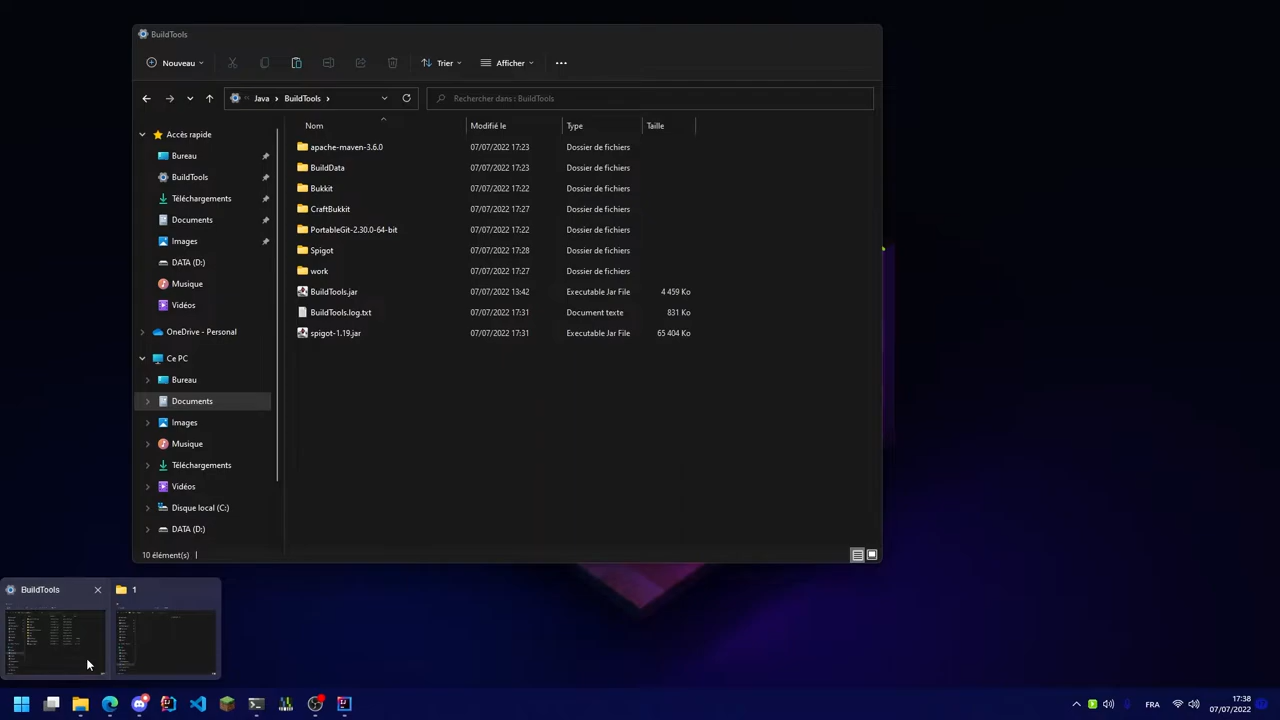 BuildTools
Nouveau
Trier
Afficher
Java > BuildTools >
Rechercher dans : BuildTools
Nom Modifié le Type Taille
Accès rapide
Bureau
BuildTools
Téléchargements
Documents
Images
DATA (D:)
Musique
Vidéos
OneDrive - Personal
Ce PC
Bureau
Documents
Images
Musique
Téléchargements
Vidéos
Disque local (C:)
DATA (D:)
apache-maven-3.6.0 07/07/2022 17:23 Dossier de fichiers
BuildData 07/07/2022 17:23 Dossier de fichiers
Bukkit 07/07/2022 17:22 Dossier de fichiers
CraftBukkit 07/07/2022 17:27 Dossier de fichiers
PortableGit-2.30.0-64-bit 07/07/2022 17:22 Dossier de fichiers
Spigot 07/07/2022 17:28 Dossier de fichiers
work 07/07/2022 17:27 Dossier de fichiers
BuildTools.jar 07/07/2022 13:42 Executable Jar File 4 459 Ko
BuildTools.log.txt 07/07/2022 17:31 Document texte 831 Ko
spigot-1.19.jar 07/07/2022 17:31 Executable Jar File 65 404 Ko
10 élément(s)
BuildTools
1
FRA
17:38
07/07/2022